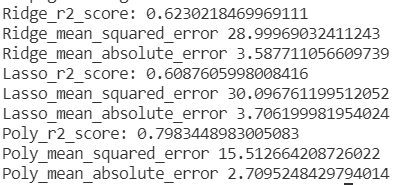 Ridge_r2_score: 0.6230218469969111
Ridge_mean_squared_error 28.99969032411243
Ridge_mean_absolute_error 3.587711056609739
Lasso_r2_score: 0.6087605998008416
Lasso_mean_squared_error 30.096761199512052
Lasso_mean_absolute_error 3.706199981954024
Poly_r2_score: 0.7983448983005083
Poly_mean_squared_error 15.512664208726022
Poly_mean_absolute_error 2.7095248429794014